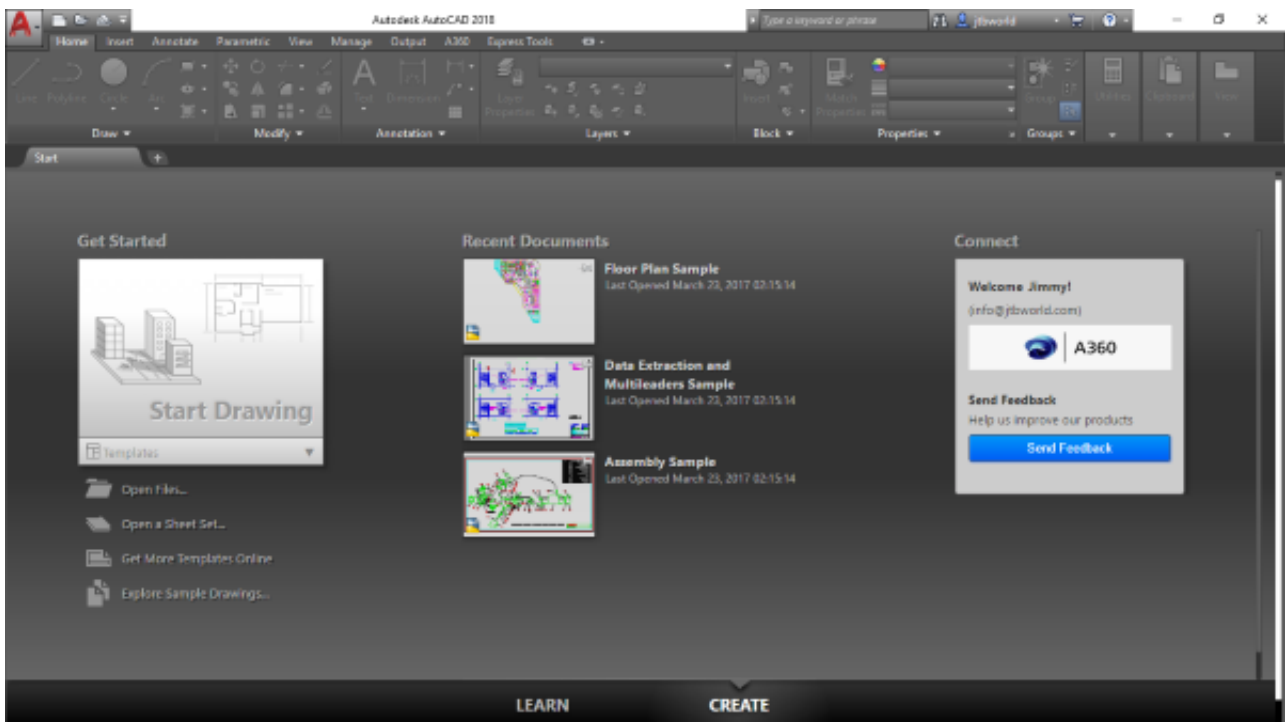 Autodesk AutoCAD 2018
Type a keyword or phrase
jtbworld
Home Insert Annotate Parametric View Manage Output A360 Express Tools
Line Polyline Circle Arc Text Dimension Layer Properties Insert Match Properties Group Utilities Clipboard View
Draw Modify Annotation Layers Block Properties Groups
Start
Get Started
Start Drawing
Templates
Open Files...
Open a Sheet Set...
Get More Templates Online
Explore Sample Drawings...
Recent Documents
Floor Plan Sample
Last Opened March 23, 2017 02:15:14
Data Extraction and
Multileaders Sample
Last Opened March 23, 2017 02:15:14
Assembly Sample
Last Opened March 23, 2017 02:15:14
Connect
Welcome Jimmy!
(info@jtbworld.com)
A360
Send Feedback
Help us improve our products
Send Feedback
LEARN CREATE